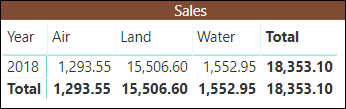 Sales
Year Air Land Water Total
2018 1,293.55 15,506.60 1,552.95 18,353.10
Total 1,293.55 15,506.60 1,552.95 18,353.10